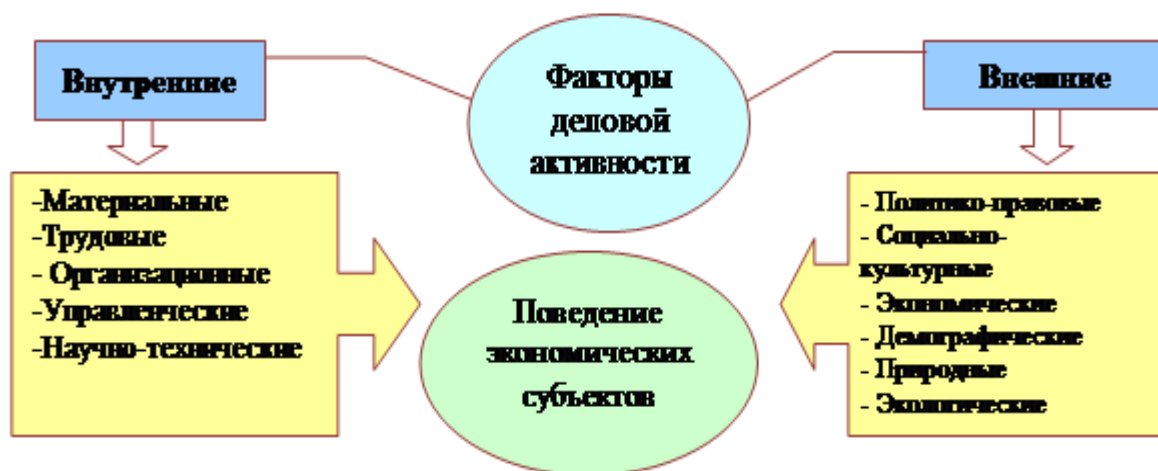 Внутренние
Факторы
деловой
активности
Внешние
-Материальные
-Трудовые
- Организационные
-Управленческие
-Научно-технические
Поведение
экономических
субъектов
- Политико-правовые
- Социально-
культурные
- Экономические
- Демографические
- Природные
- Экологические